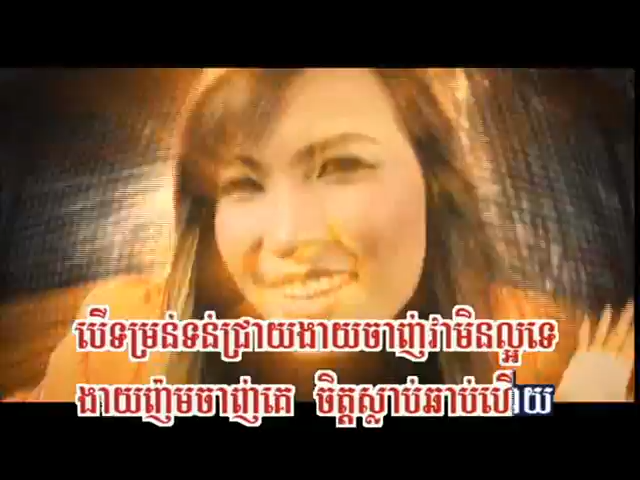 បើទម្រន់ទន់ជ្រាយងាយចាញ់វាមិនល្អទេ
ងាយញ៉មចាញ់គេ ចិត្តស្លាប់ឆាប់ហើយ